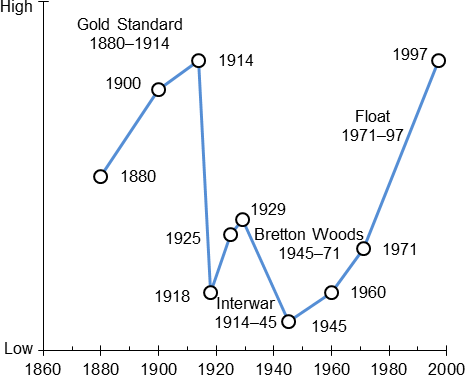 High
Gold Standard
1880–1914
1914
1997
1900
Float
1971–97
1880
1929
1925
Bretton Woods
1945–71
1971
1918
Interwar
1914–45
1960
1945
Low
1860 1880 1900 1920 1940 1960 1980 2000